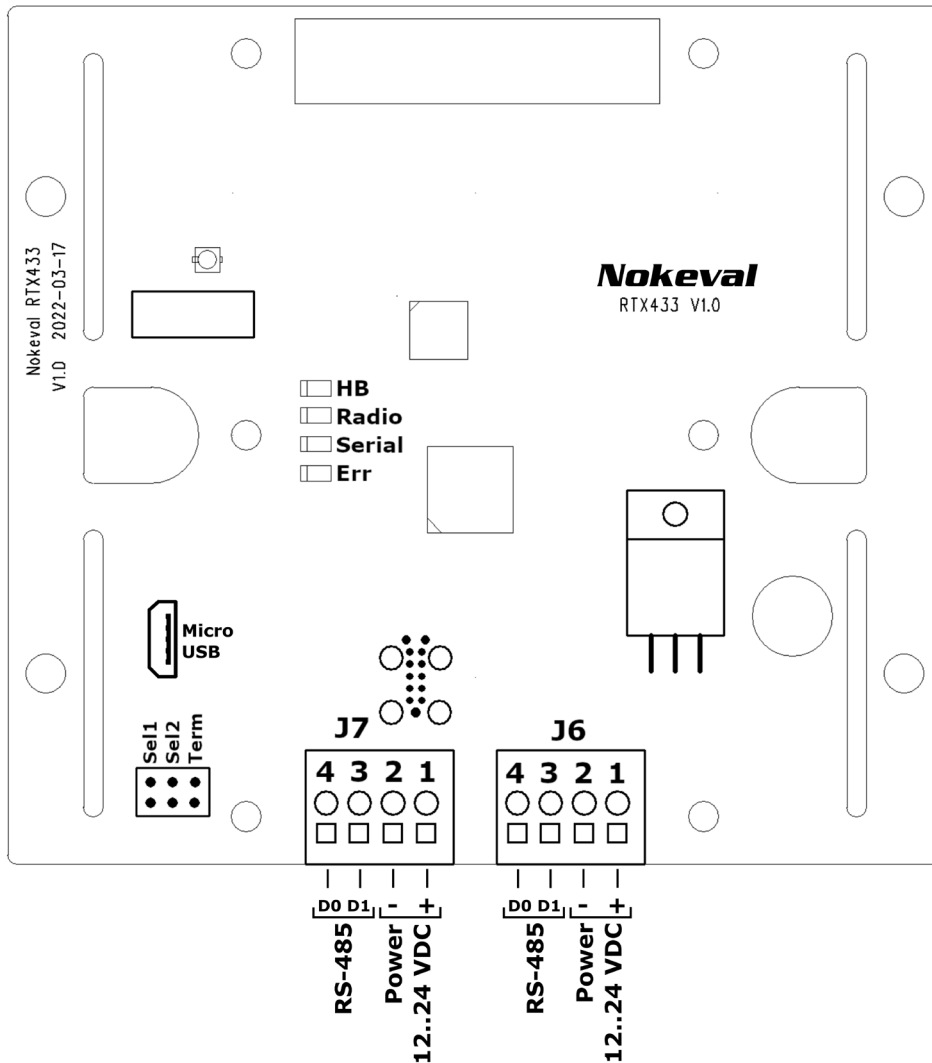 Nokeval RTX433
V1.0 2022-03-17
Nokeval
RTX433 V1.0
HB
Radio
Serial
Err
Micro
USB
Sel1
Sel2
Term
J7
4 3 2 1
J6
4 3 2 1
D0 D1 - +
RS-485
Power
12..24 VDC
D0 D1 - +
RS-485
Power
12..24 VDC